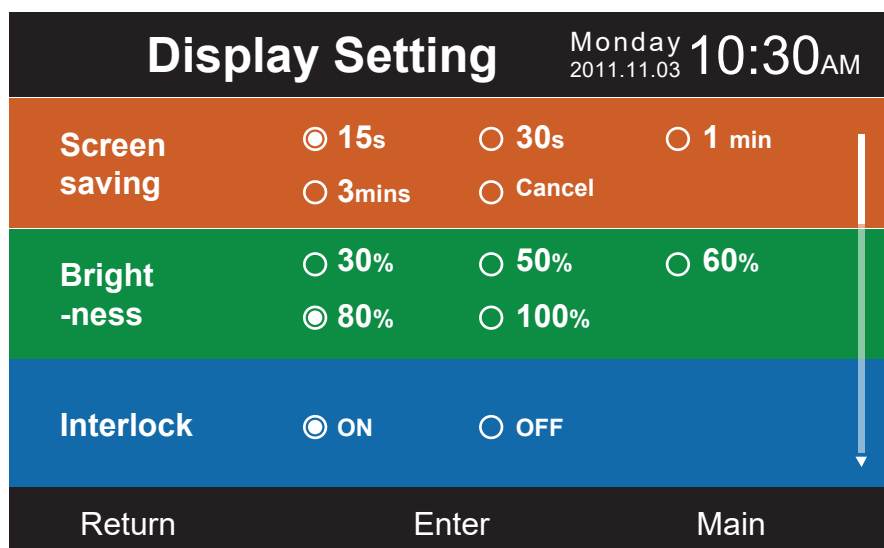 Display Setting
Monday
2011.11.03
10:30AM
Screen
saving
15s 30s 1 min
3mins Cancel
Bright
-ness
30% 50% 60%
80% 100%
Interlock
ON OFF
Return Enter Main